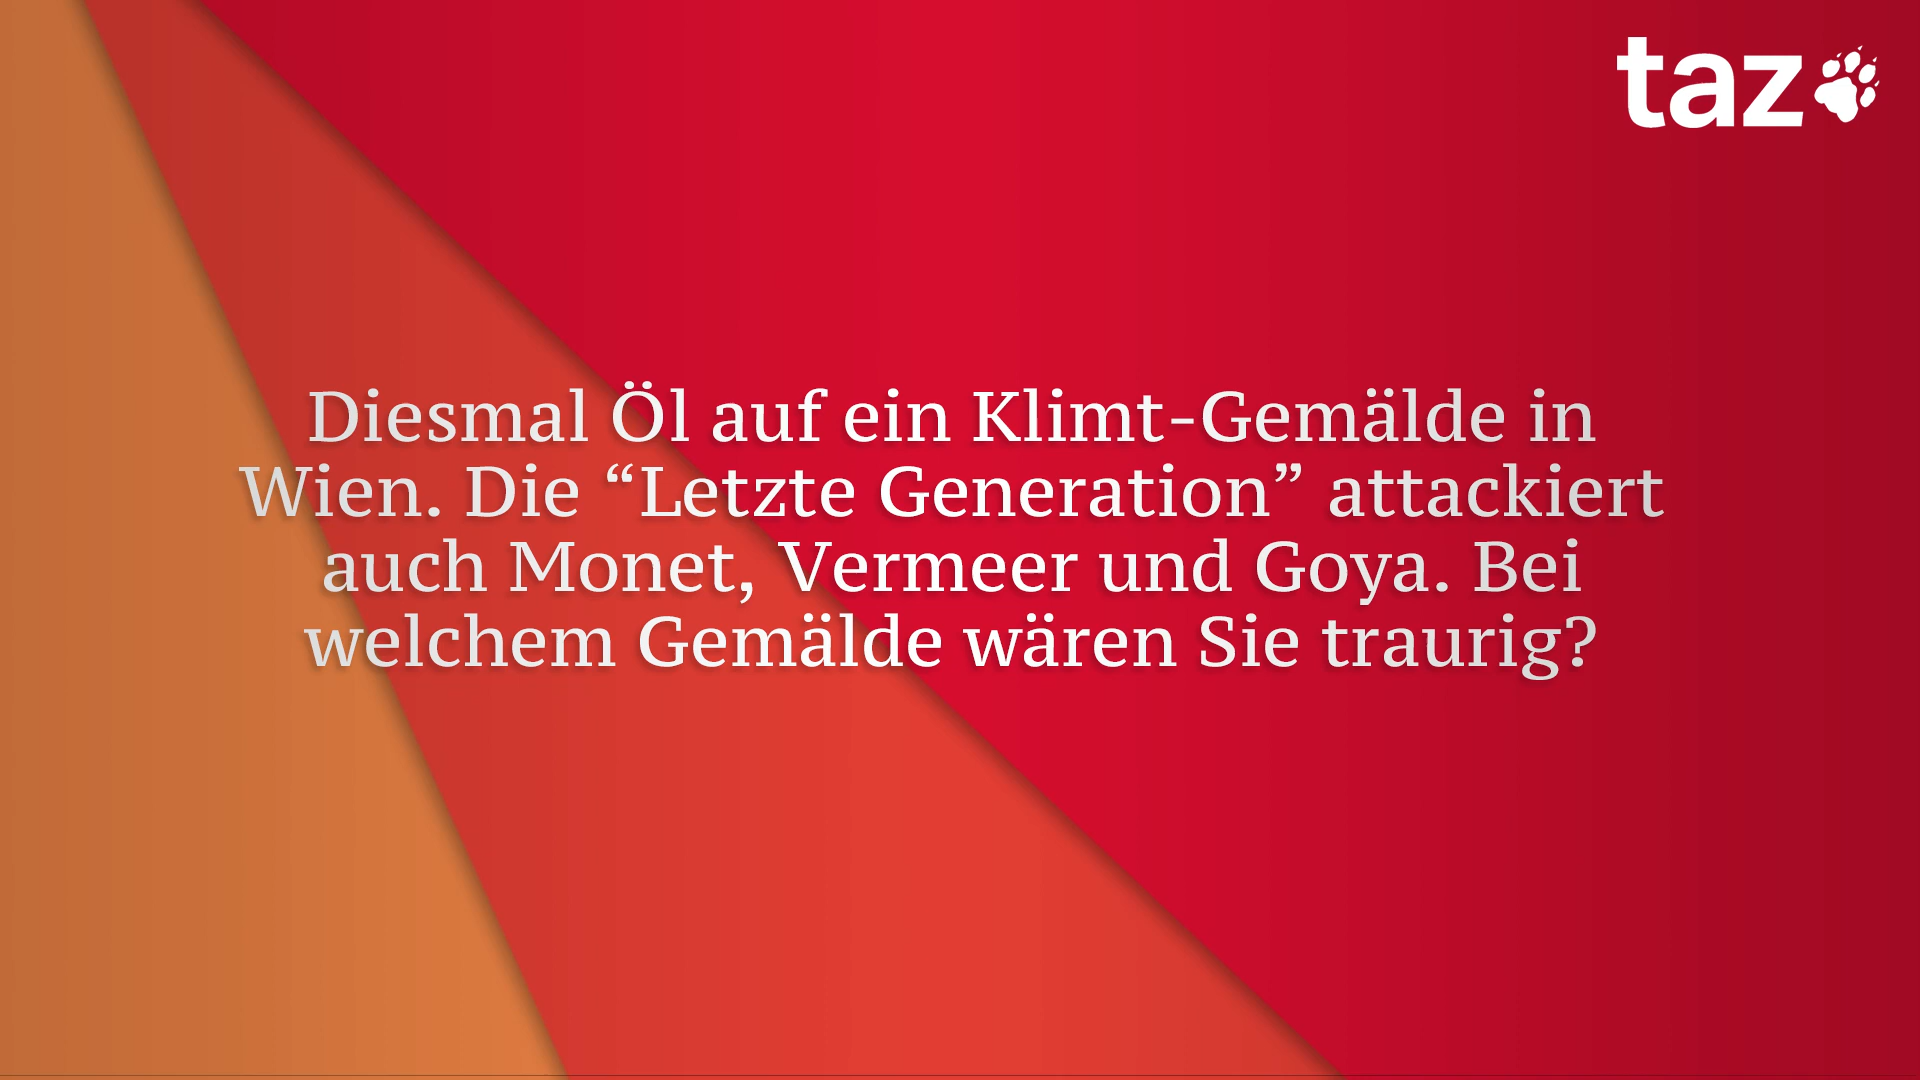 taz
Diesmal Öl auf ein Klimt-Gemälde in
Wien. Die “Letzte Generation” attackiert
auch Monet, Vermeer und Goya. Bei
welchem Gemälde wären Sie traurig?